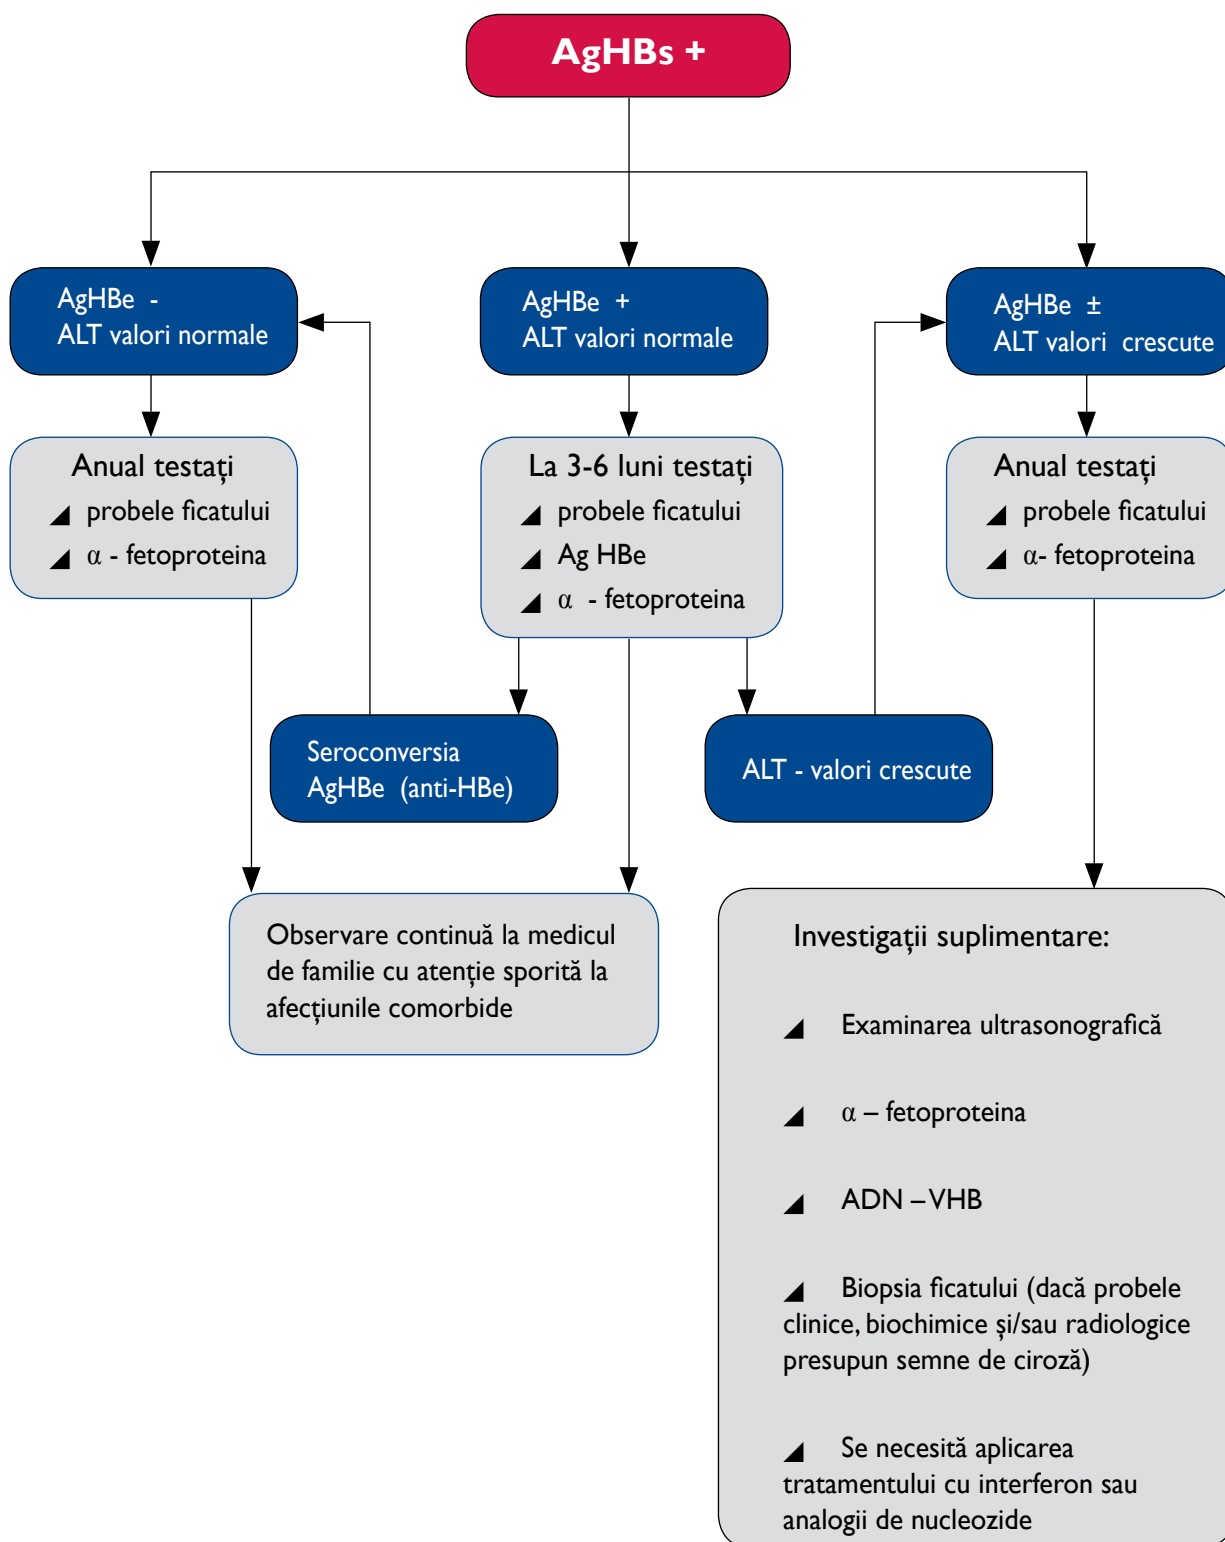 AgHBs +
AgHBe -
ALT valori normale
AgHBe +
ALT valori normale
AgHBe ±
ALT valori crescute
Anual testați
probele ficatului
α - fetoproteina
La 3-6 luni testați
probele ficatului
Ag HBe
α - fetoproteina
Anual testați
probele ficatului
α- fetoproteina
Seroconversia
AgHBe (anti-HBe)
ALT - valori crescute
Observare continuă la medicul
de familie cu atenție sporită la
afecțiunile comorbide
Investigații suplimentare:
Examinarea ultrasonografică
α – fetoproteina
ADN – VHB
Biopsia ficatului (dacă probele
clinice, biochimice și/sau radiologice
presupun semne de ciroză)
Se necesită aplicarea
tratamentului cu interferon sau
analogii de nucleozide